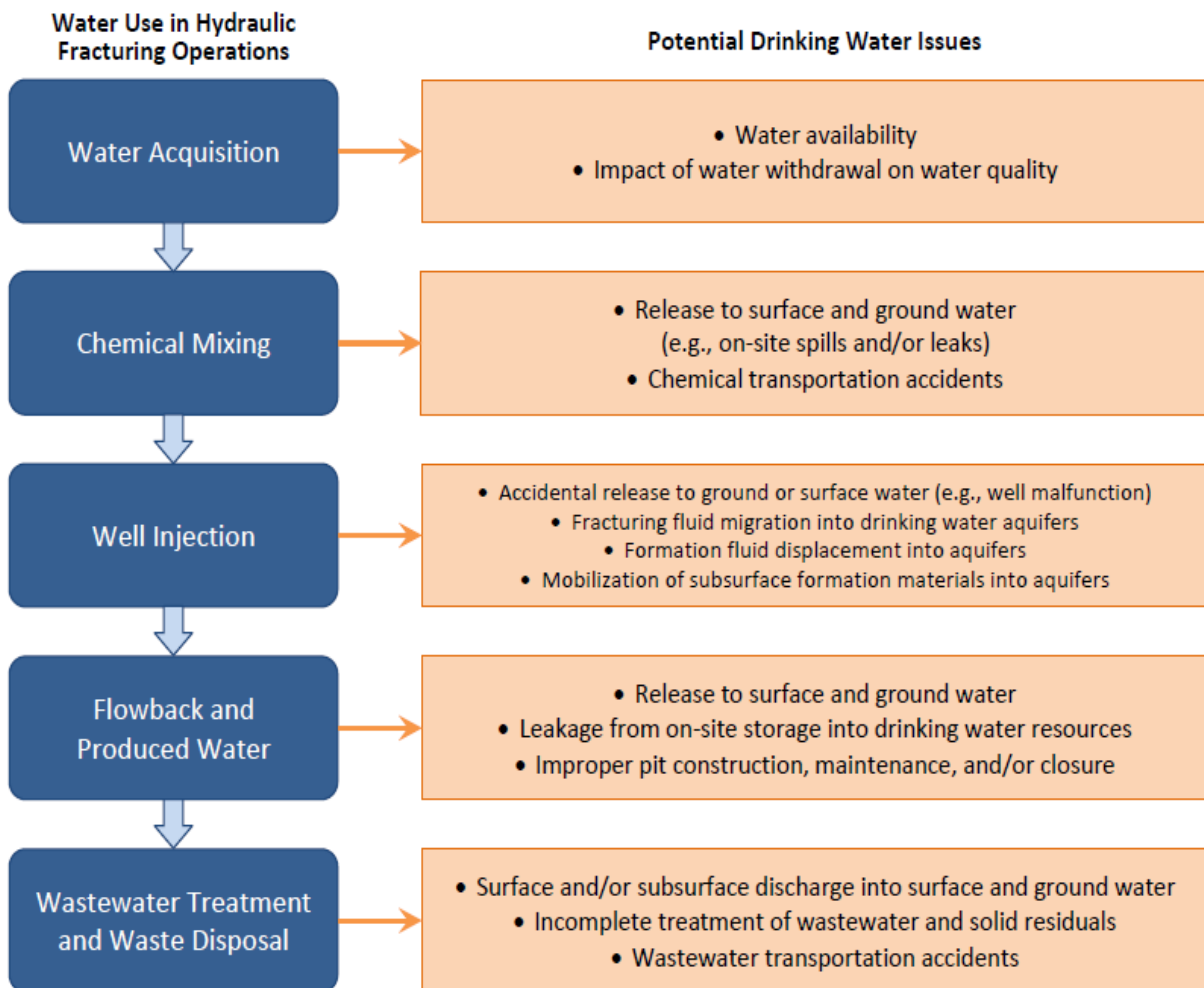 Water Use in Hydraulic
Fracturing Operations
Potential Drinking Water Issues
Water Acquisition
• Water availability
• Impact of water withdrawal on water quality
Chemical Mixing
• Release to surface and ground water
(e.g., on-site spills and/or leaks)
• Chemical transportation accidents
Well Injection
• Accidental release to ground or surface water (e.g., well malfunction)
• Fracturing fluid migration into drinking water aquifers
• Formation fluid displacement into aquifers
• Mobilization of subsurface formation materials into aquifers
Flowback and
Produced Water
• Release to surface and ground water
• Leakage from on-site storage into drinking water resources
• Improper pit construction, maintenance, and/or closure
Wastewater Treatment
and Waste Disposal
• Surface and/or subsurface discharge into surface and ground water
• Incomplete treatment of wastewater and solid residuals
• Wastewater transportation accidents